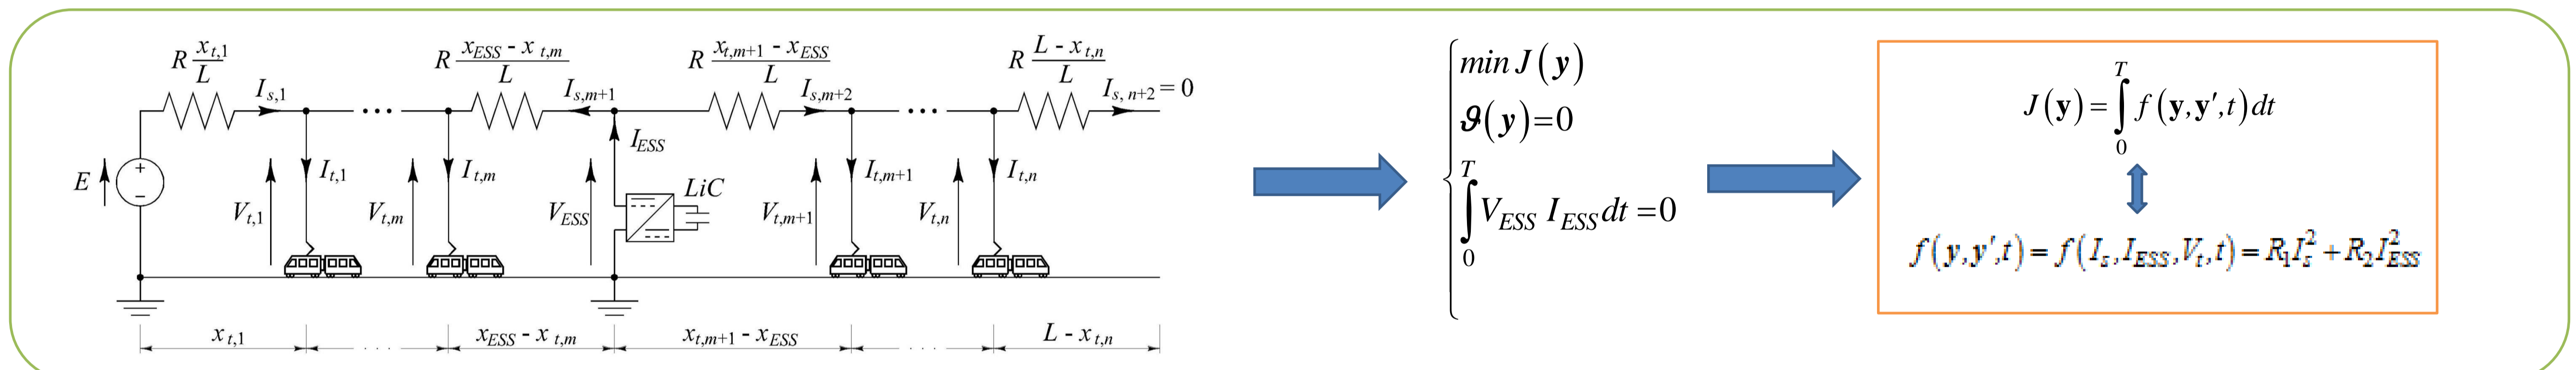 R x_{t,1} / L
R (x_{ESS} - x_{t,m}) / L
R (x_{t,m+1} - x_{ESS}) / L
R (L - x_{t,n}) / L
I_{s,1}
...
I_{s,m+1}
I_{s,m+2}
...
I_{s, n+2} = 0
E
+
−
I_{t,1}
I_{t,m}
I_{ESS}
I_{t,m+1}
I_{t,n}
V_{t,1}
V_{t,m}
V_{ESS}
LiC
V_{t,m+1}
V_{t,n}
x_{t,1}
. . .
x_{ESS} - x_{t,m}
x_{t,m+1} - x_{ESS}
. . .
L - x_{t,n}
min J(y)
ϑ(y)=0
∫_0^T V_{ESS} I_{ESS} dt = 0
J(y) = ∫_0^T f(y,y′,t) dt
f(y,y′,t) = f(I_s, I_{ESS}, V_t, t) = R_1 I_s^2 + R_2 I_{ESS}^2